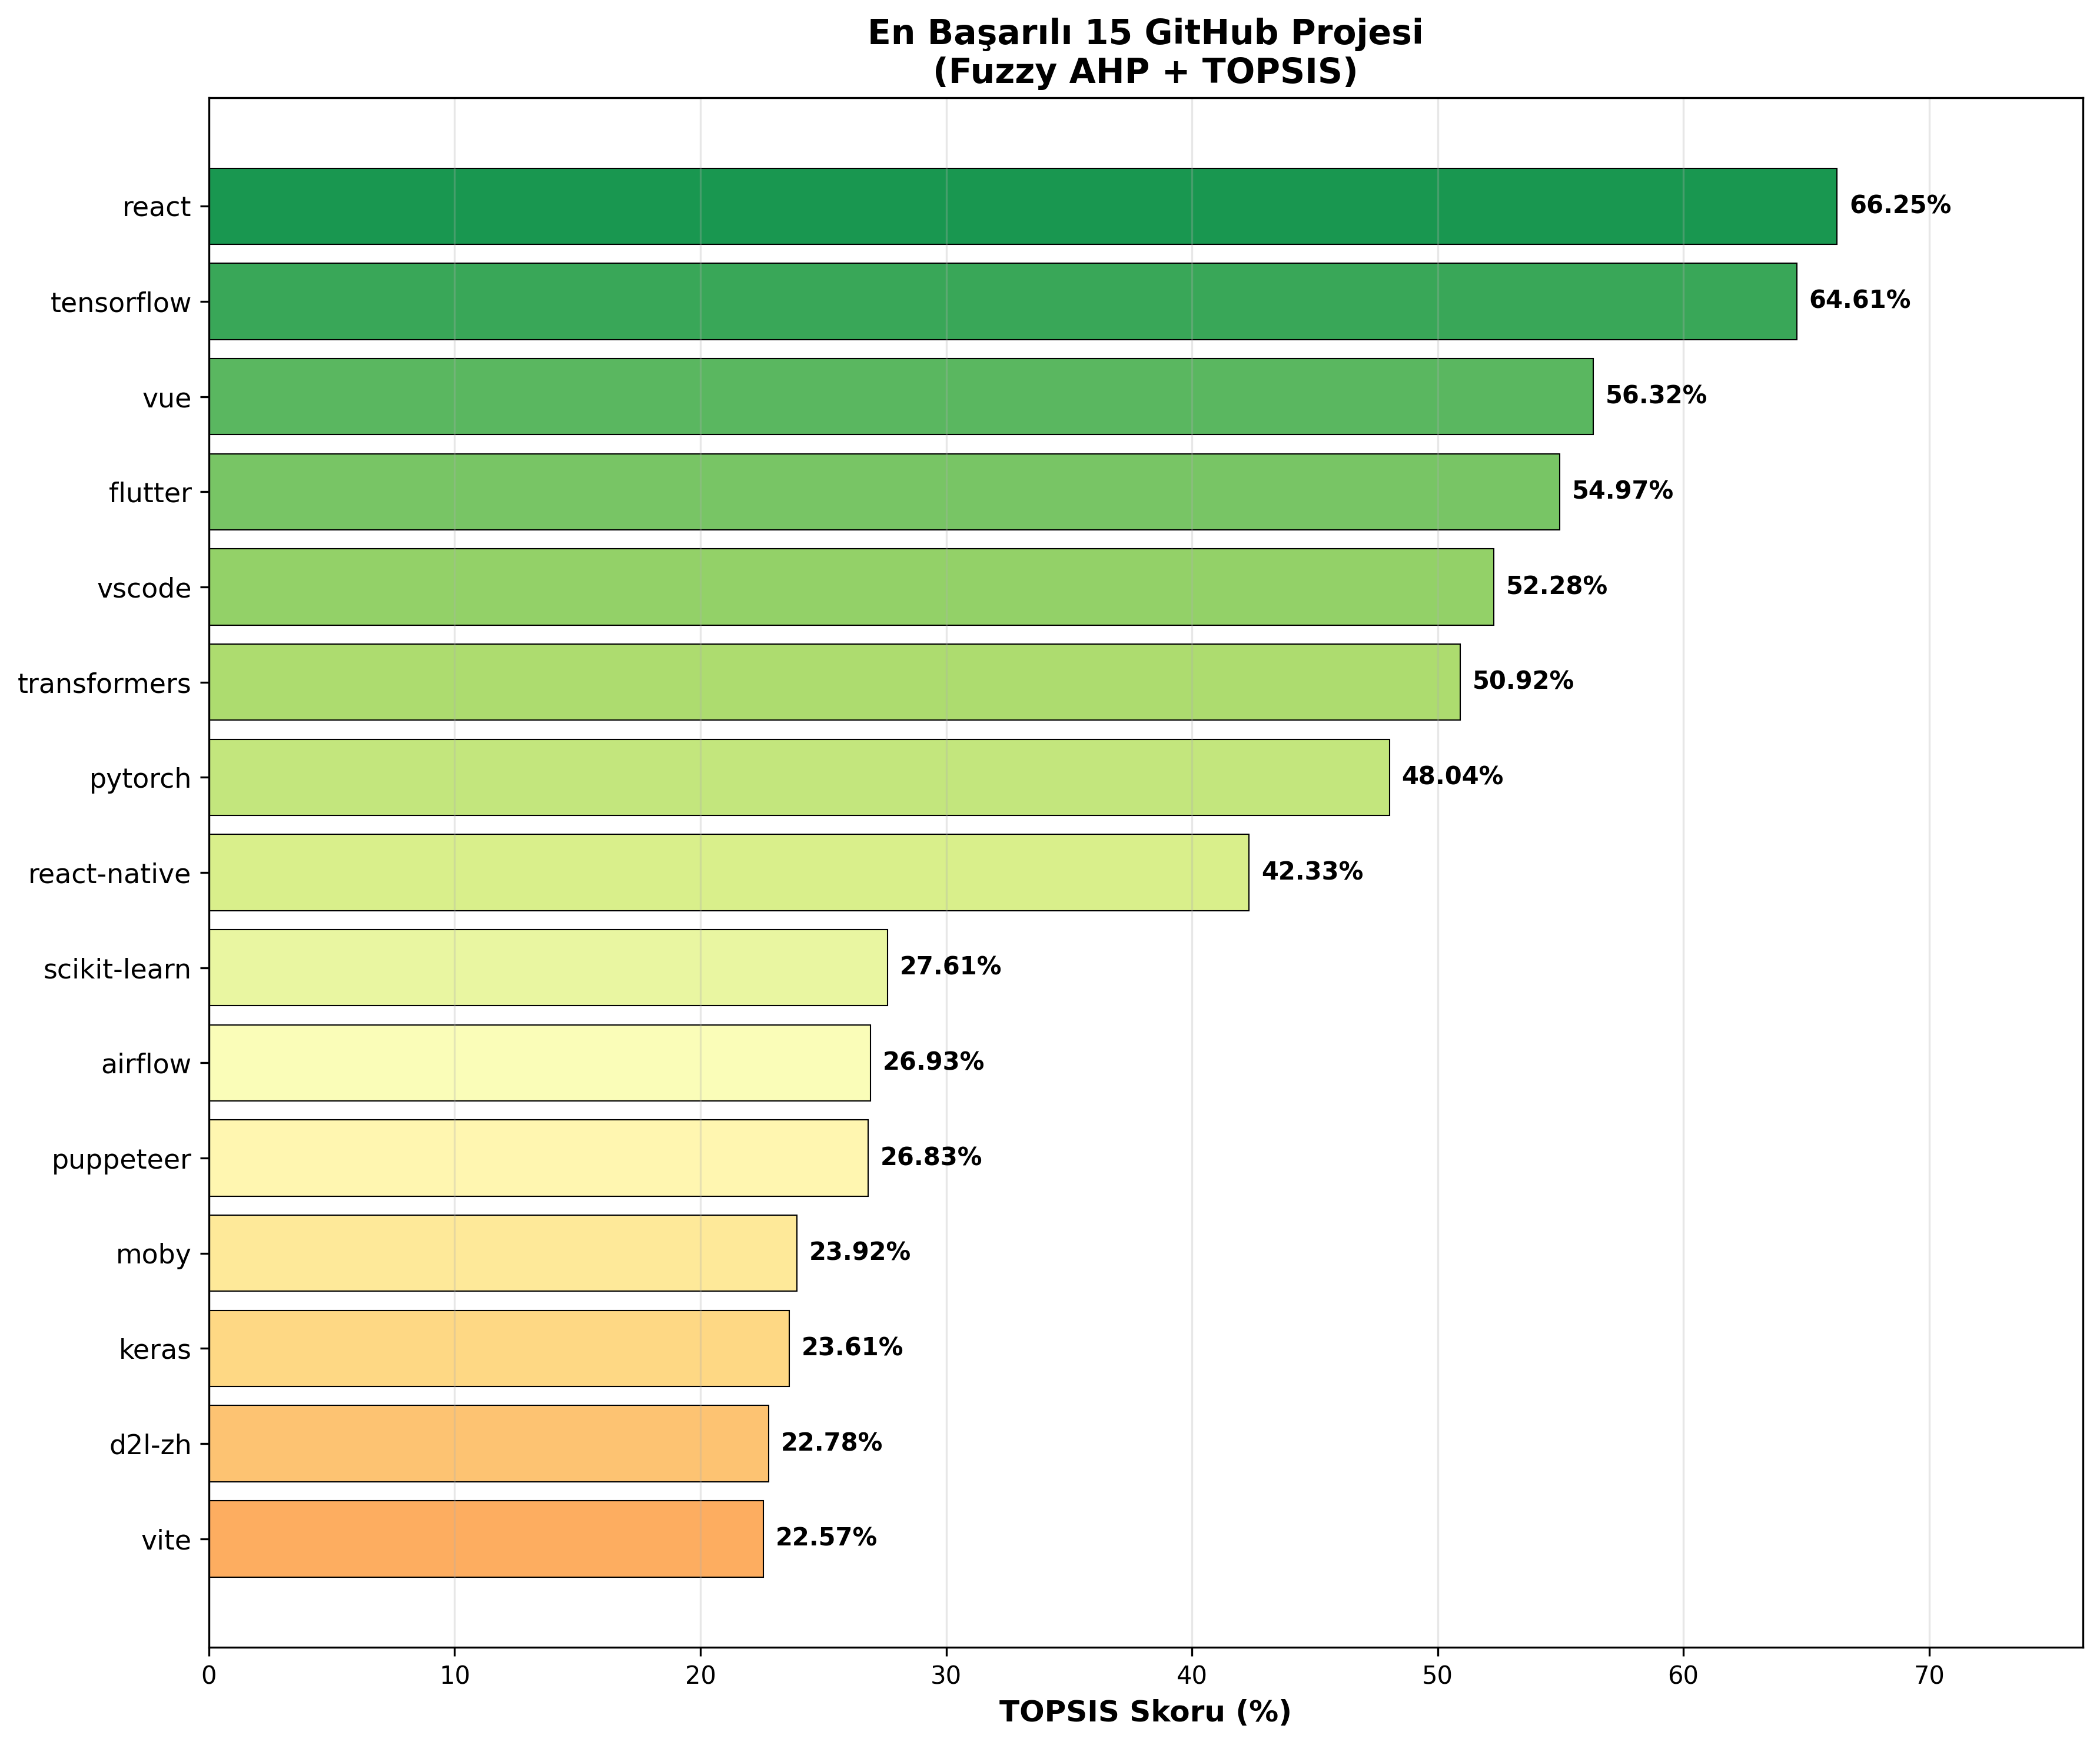 En Başarılı 15 GitHub Projesi
(Fuzzy AHP + TOPSIS)
react 66.25%
tensorflow 64.61%
vue 56.32%
flutter 54.97%
vscode 52.28%
transformers 50.92%
pytorch 48.04%
react-native 42.33%
scikit-learn 27.61%
airflow 26.93%
puppeteer 26.83%
moby 23.92%
keras 23.61%
d2l-zh 22.78%
vite 22.57%
0 10 20 30 40 50 60 70
TOPSIS Skoru (%)